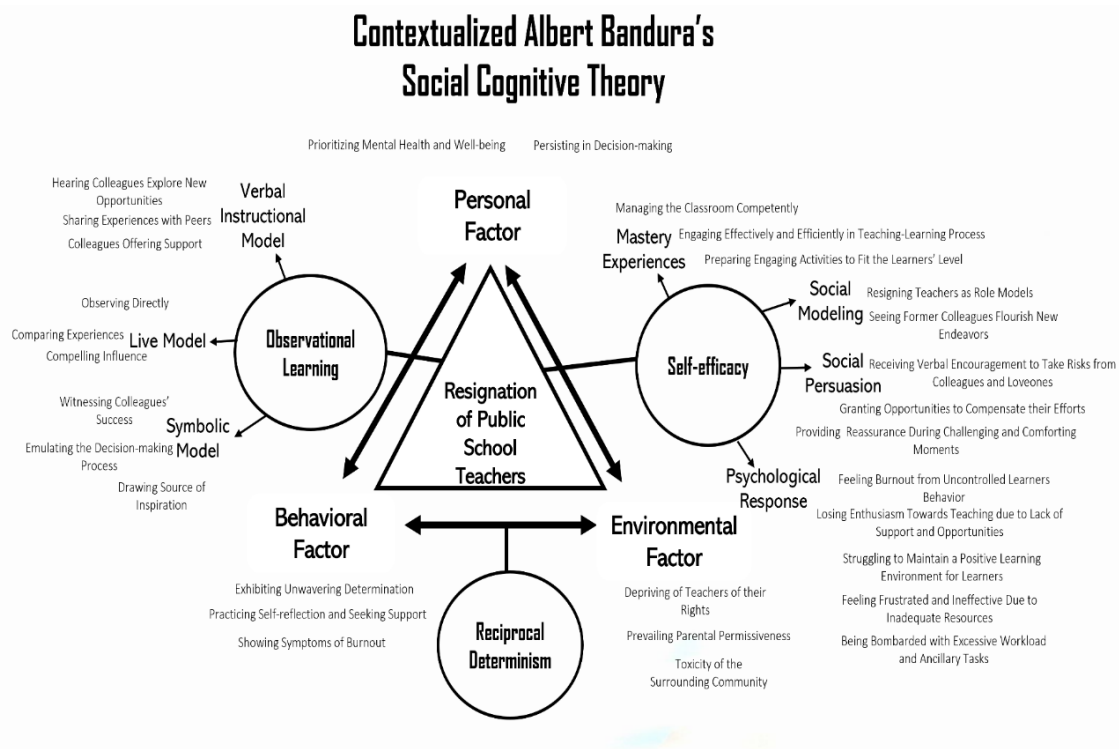 Contextualized Albert Bandura's
Social Cognitive Theory
Prioritizing Mental Health and Well-being
Persisting in Decision-making
Personal
Factor
Hearing Colleagues Explore New
Opportunities
Sharing Experiences with Peers
Colleagues Offering Support
Verbal
Instructional
Model
Observing Directly
Comparing Experiences
Compelling Influence
Live Model
Witnessing Colleagues'
Success
Emulating the Decision-making
Process
Drawing Source of
Inspiration
Symbolic
Model
Observational
Learning
Resignation
of Public
School
Teachers
Self-efficacy
Managing the Classroom Competently
Mastery
Experiences
Engaging Effectively and Efficiently in Teaching-Learning Process
Preparing Engaging Activities to Fit the Learners' Level
Social
Modeling
Resigning Teachers as Role Models
Seeing Former Colleagues Flourish New
Endeavors
Social
Persuasion
Receiving Verbal Encouragement to Take Risks from
Colleagues and Loveones
Granting Opportunities to Compensate their Efforts
Providing Reassurance During Challenging and Comforting
Moments
Psychological
Response
Feeling Burnout from Uncontrolled Learners
Behavior
Losing Enthusiasm Towards Teaching due to Lack of
Support and Opportunities
Struggling to Maintain a Positive Learning
Environment for Learners
Feeling Frustrated and Ineffective Due to
Inadequate Resources
Being Bombarded with Excessive Workload
and Ancillary Tasks
Behavioral
Factor
Exhibiting Unwavering Determination
Practicing Self-reflection and Seeking Support
Showing Symptoms of Burnout
Reciprocal
Determinism
Environmental
Factor
Depriving of Teachers of their
Rights
Prevailing Parental Permissiveness
Toxicity of the
Surrounding Community